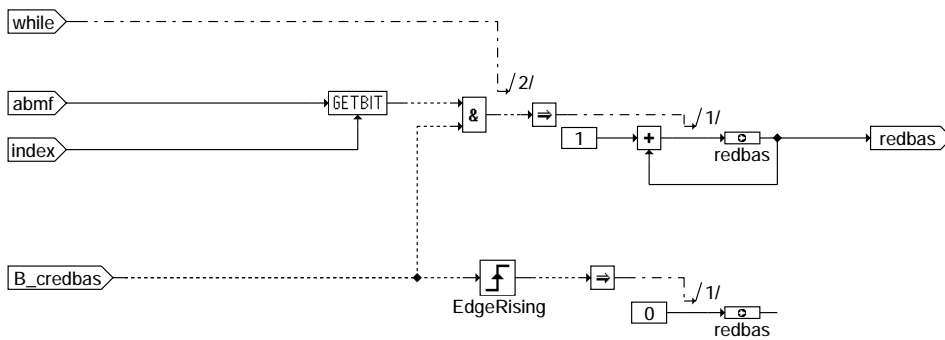 while
2/
abmf
GETBIT
&
⇒
1/
index
1
+
redbas
redbas
B_credbas
EdgeRising
⇒
1/
0
redbas